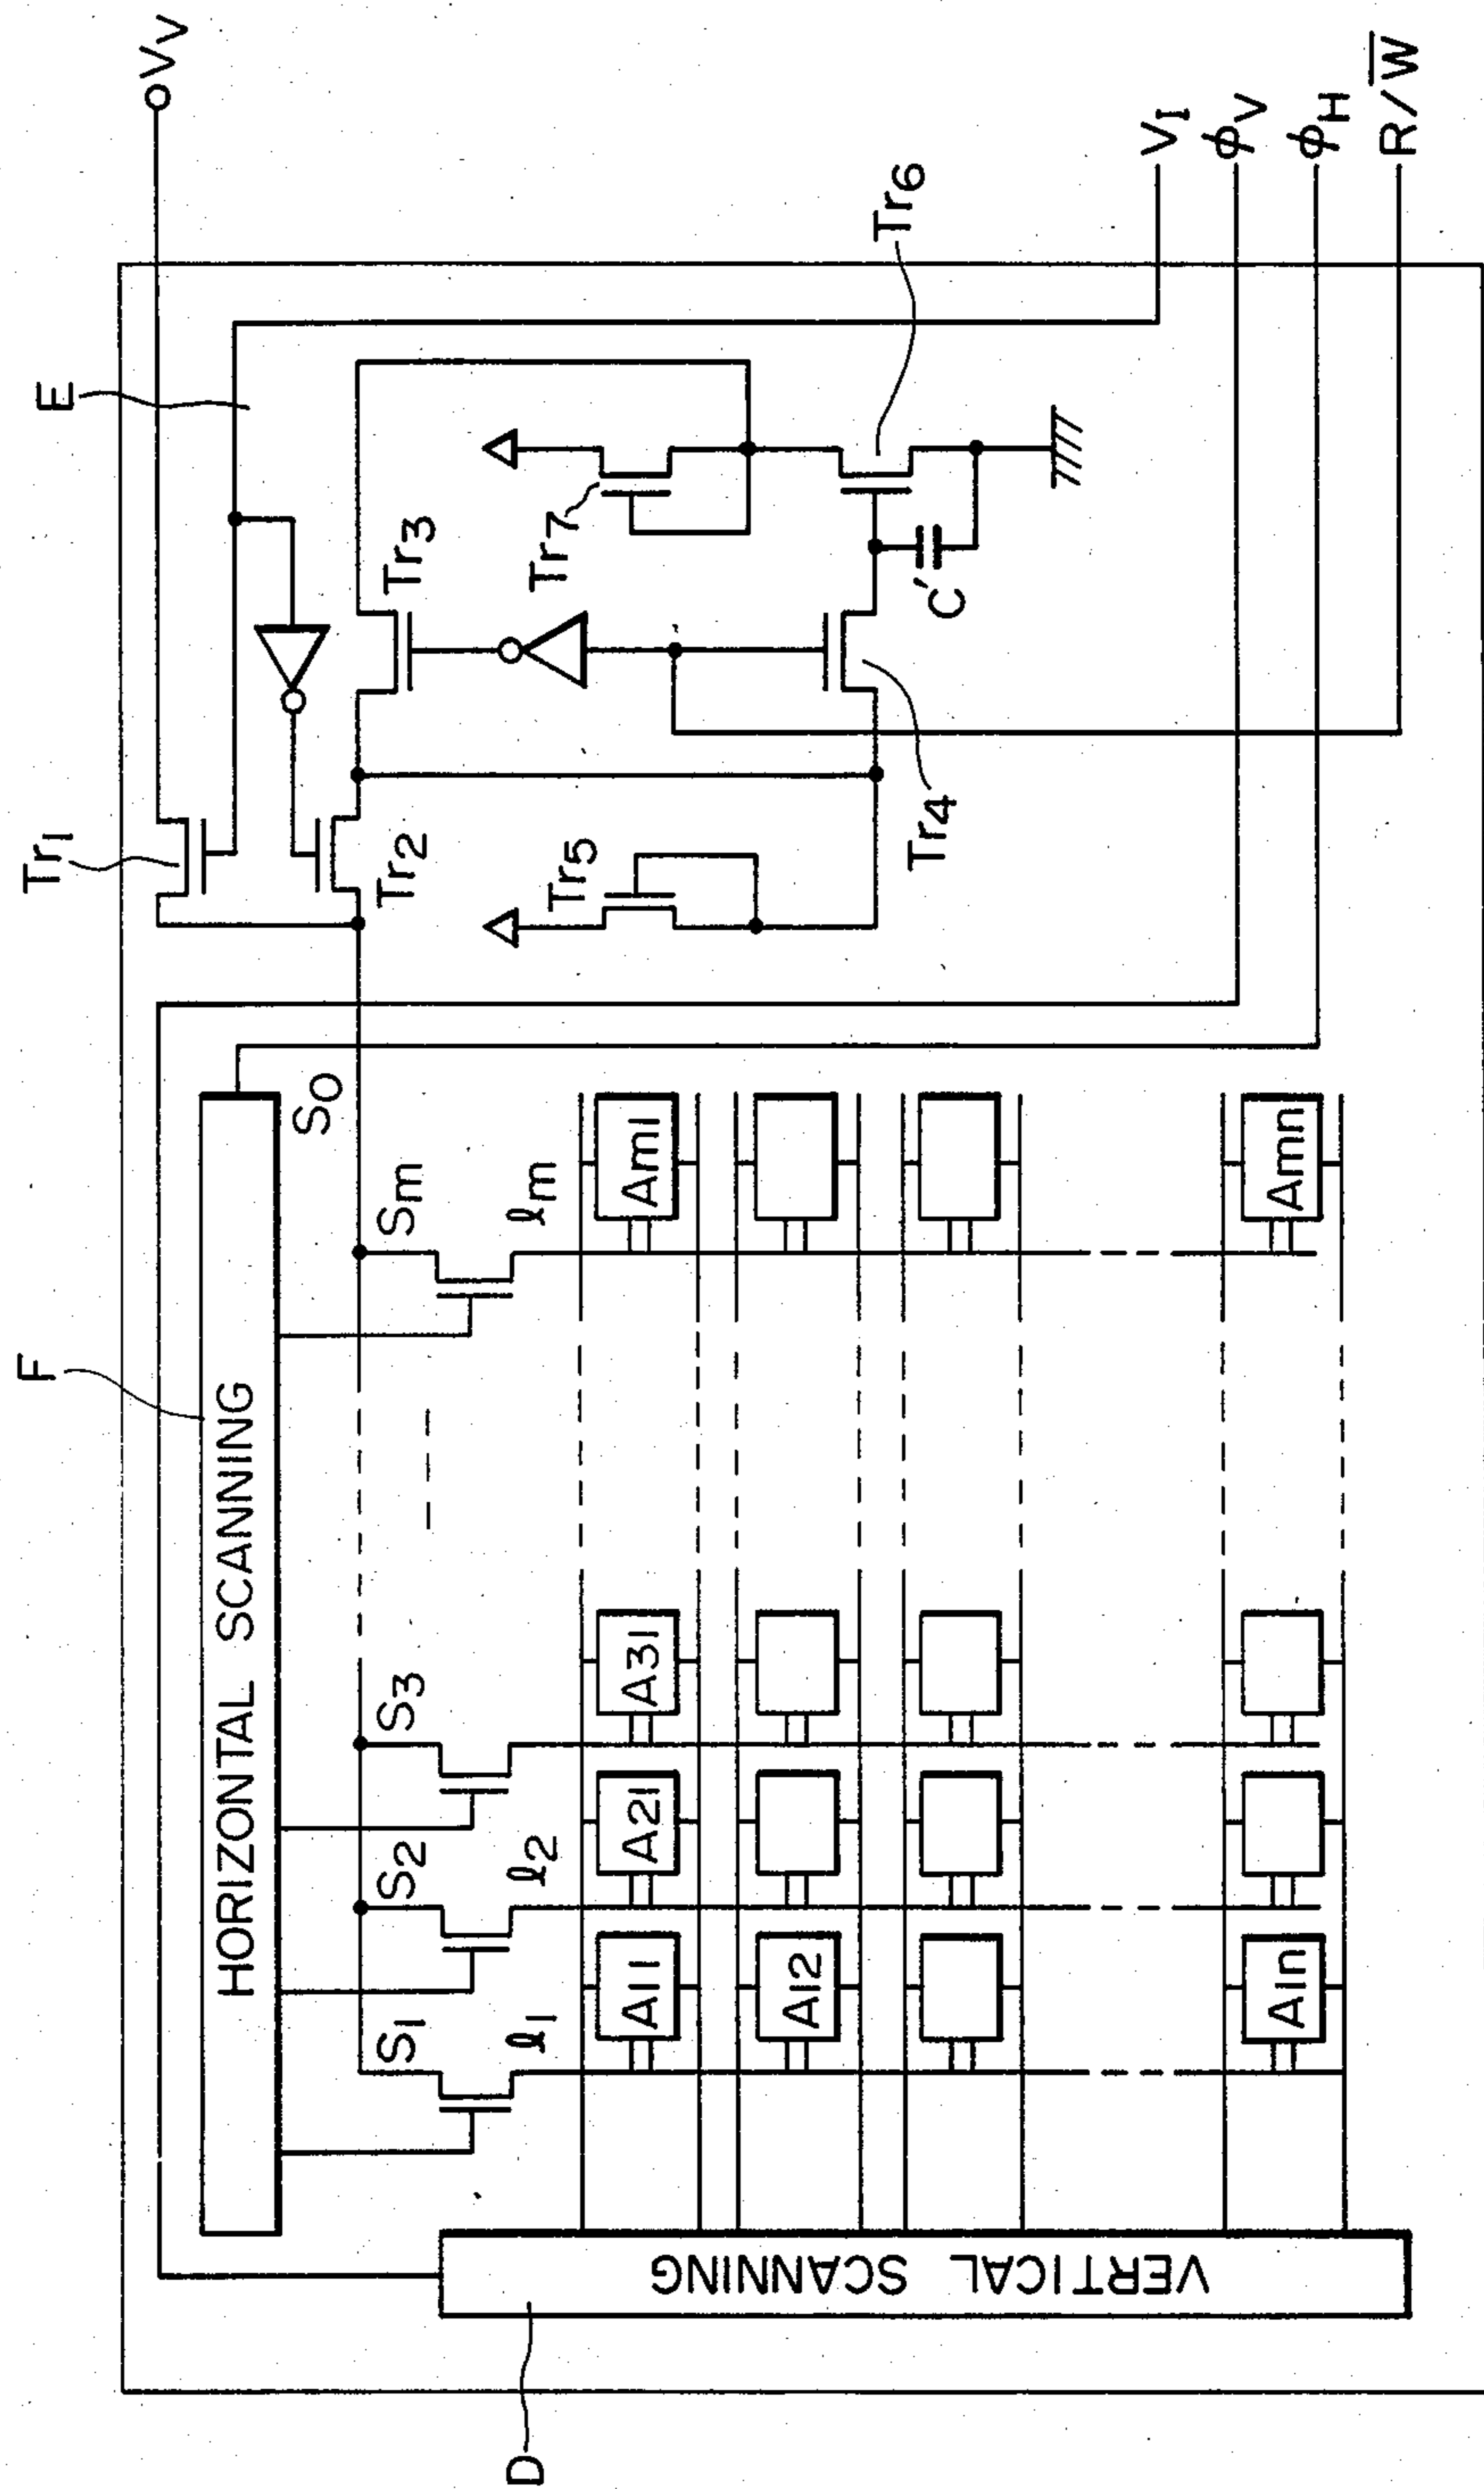 F
HORIZONTAL SCANNING
S1
S2
S3
Sm
S0
l1
l2
lm
A11
A21
A31
Am1
A12
A1n
Amn
D
VERTICAL SCANNING
E
Tr1
Tr2
Tr3
Tr5
Tr7
Tr4
C'
Tr6
VV
VI
ϕV
ϕH
R/W̅